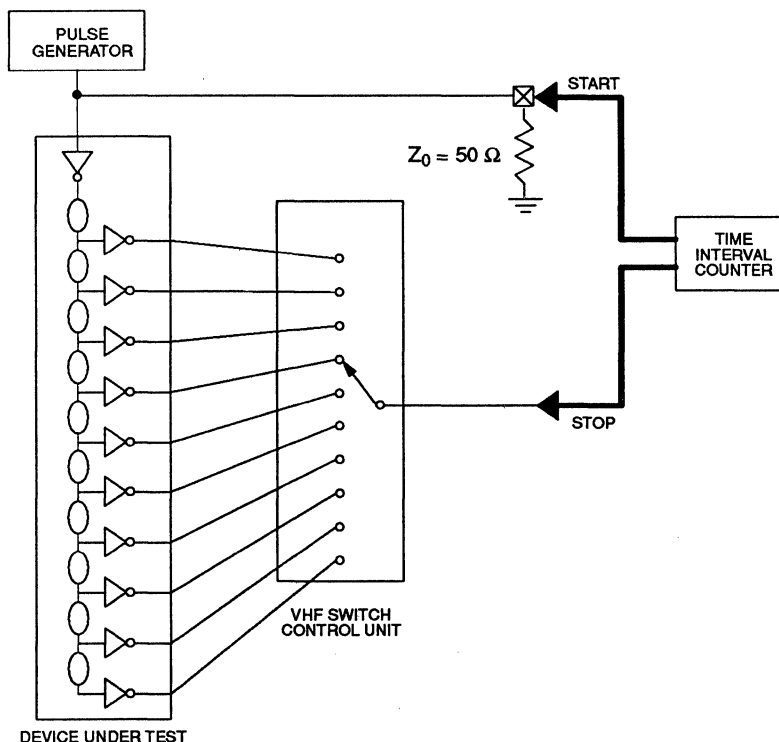 PULSE
GENERATOR
START
Z₀ = 50 Ω
TIME
INTERVAL
COUNTER
STOP
VHF SWITCH
CONTROL UNIT
DEVICE UNDER TEST